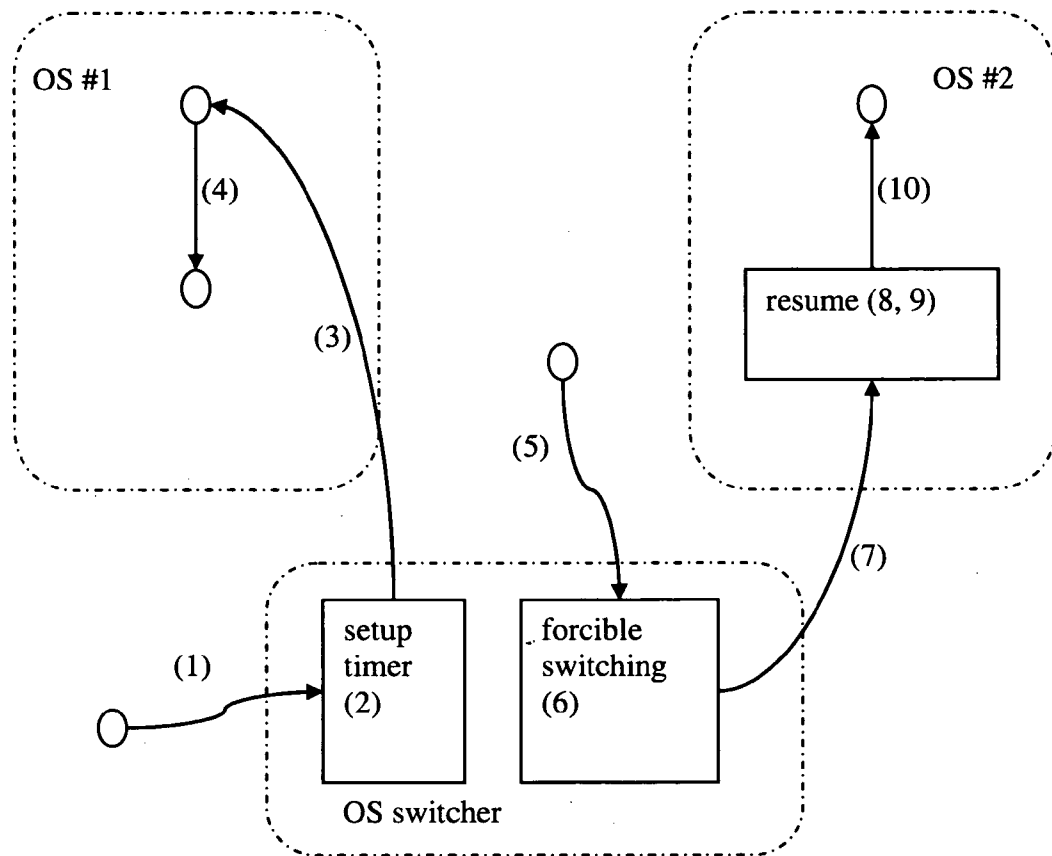 OS #1
OS #2
(4)
(10)
resume (8, 9)
(3)
(5)
(7)
setup
timer
(2)
forcible
switching
(6)
(1)
OS switcher